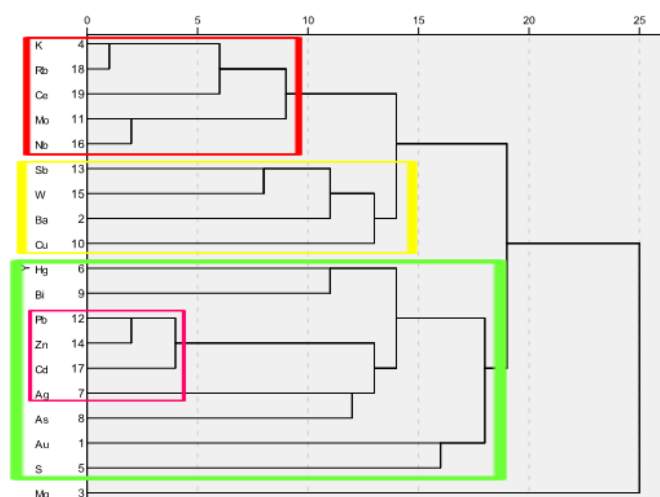 0 5 10 15 20 25
K 4
Rb 18
Ce 19
Mo 11
Nb 16
Sb 13
W 15
Ba 2
Cu 10
Y
Hg 6
Bi 9
Pb 12
Zn 14
Cd 17
Ag 7
As 8
Au 1
S 5
Mg 3